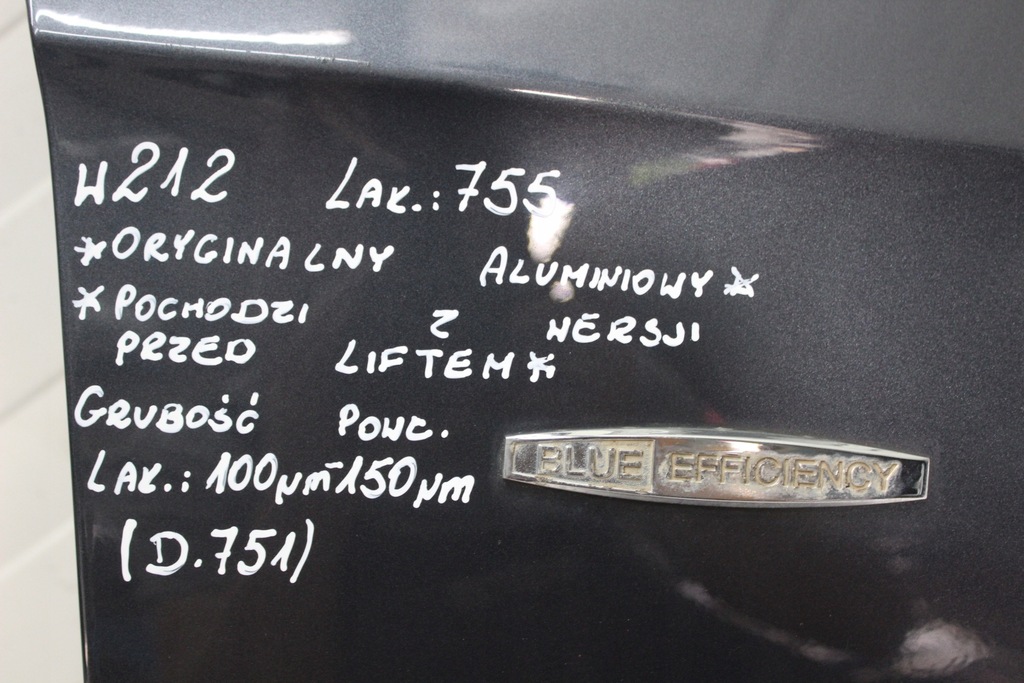 W212 LAK.: 755
*ORYGINALNY ALUMINIOWY*
*POCHODZI Z WERSJI
PRZED LIFTEM*
GRUBOŚĆ POWŁ.
LAK.: 100µm-150µm
(D.751)
BLUE EFFICIENCY